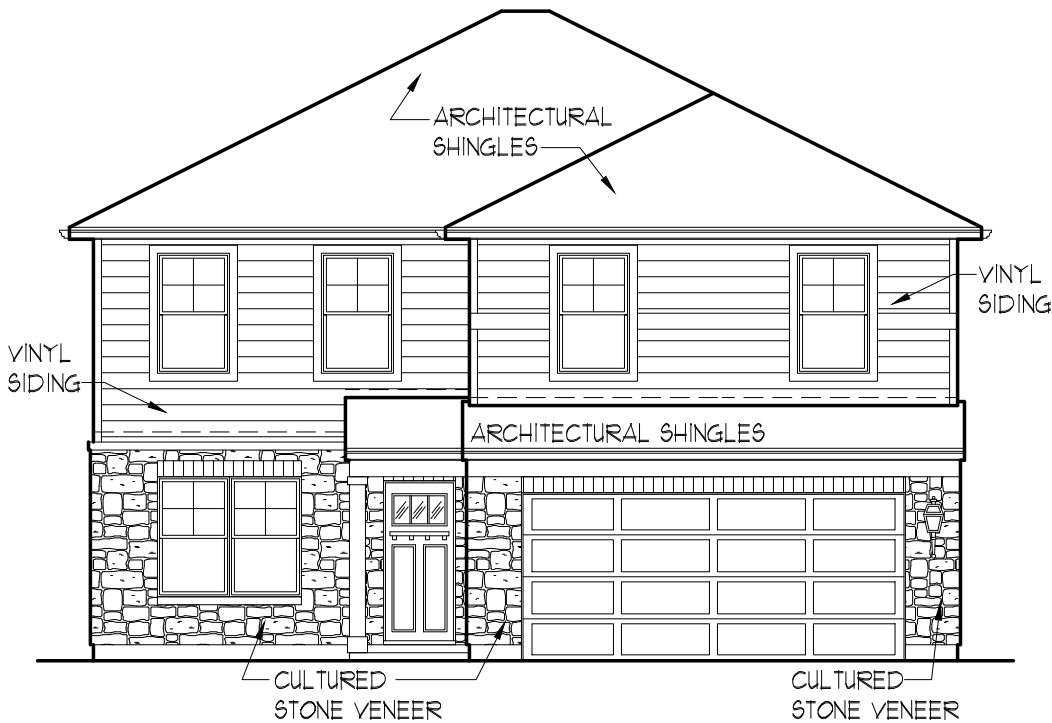 ARCHITECTURAL
SHINGLES
VINYL
SIDING
VINYL
SIDING
ARCHITECTURAL SHINGLES
CULTURED
STONE VENEER
CULTURED
STONE VENEER